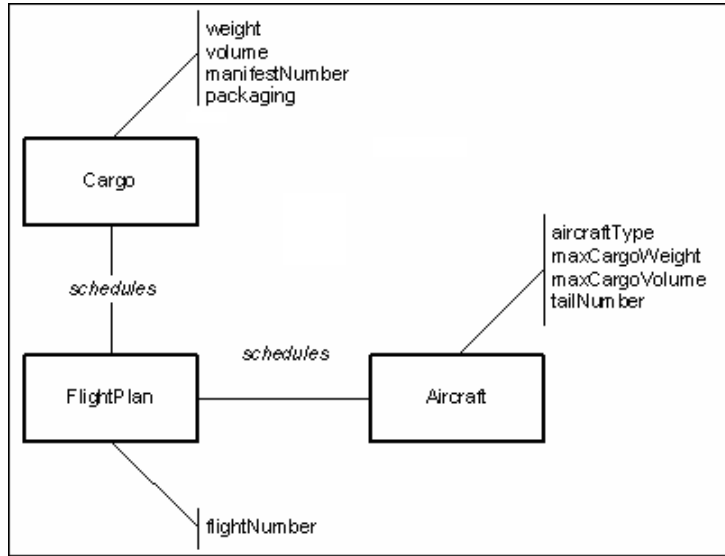 weight
volume
manifestNumber
packaging
Cargo
schedules
aircraftType
maxCargoWeight
maxCargoVolume
tailNumber
schedules
FlightPlan
Aircraft
flightNumber